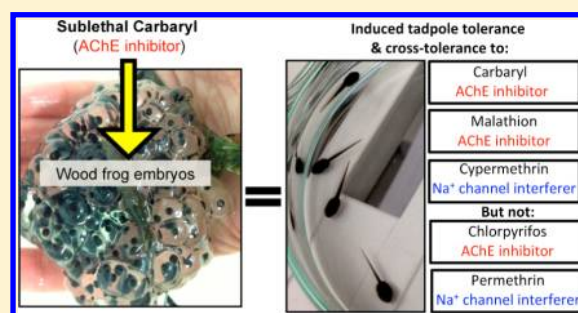 Sublethal Carbaryl
(AChE inhibitor)
Wood frog embryos
=
Induced tadpole tolerance
& cross-tolerance to:
Carbaryl
AChE inhibitor
Malathion
AChE inhibitor
Cypermethrin
Na⁺ channel interferer
But not:
Chlorpyrifos
AChE inhibitor
Permethrin
Na⁺ channel interferer